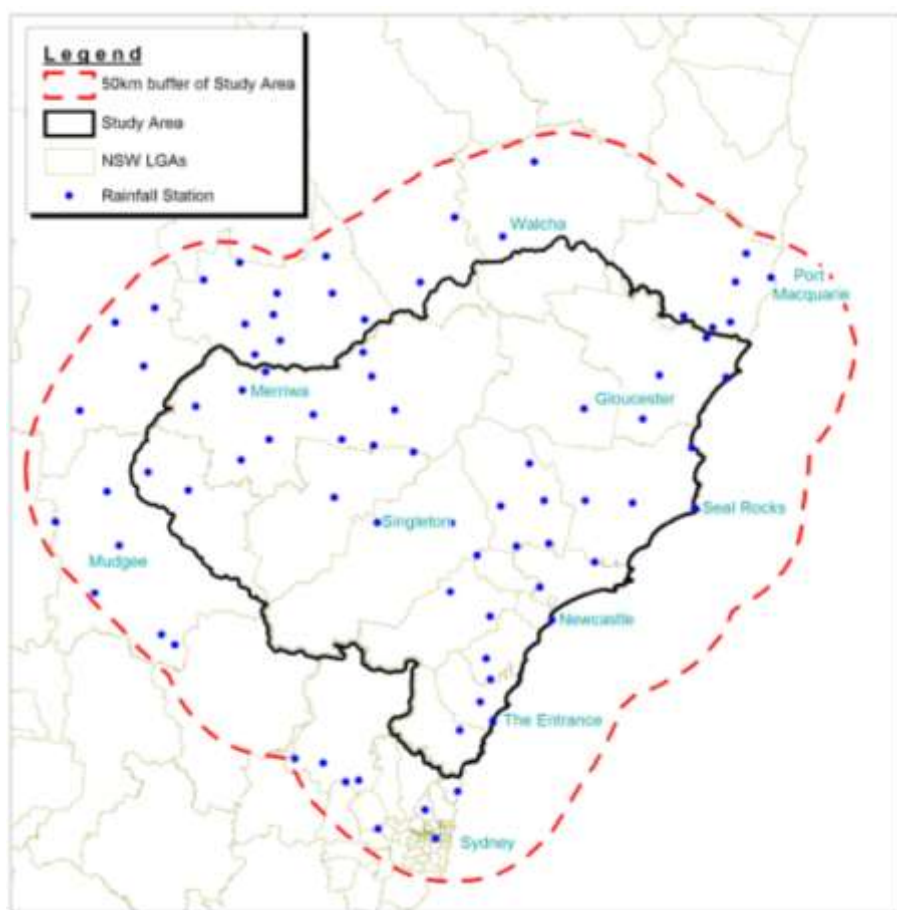 Legend
50km buffer of Study Area
Study Area
NSW LGAs
Rainfall Station
Walcha
Port
Macquarie
Merriwa
Gloucester
Singleton
Seal Rocks
Mudgee
Newcastle
The Entrance
Sydney